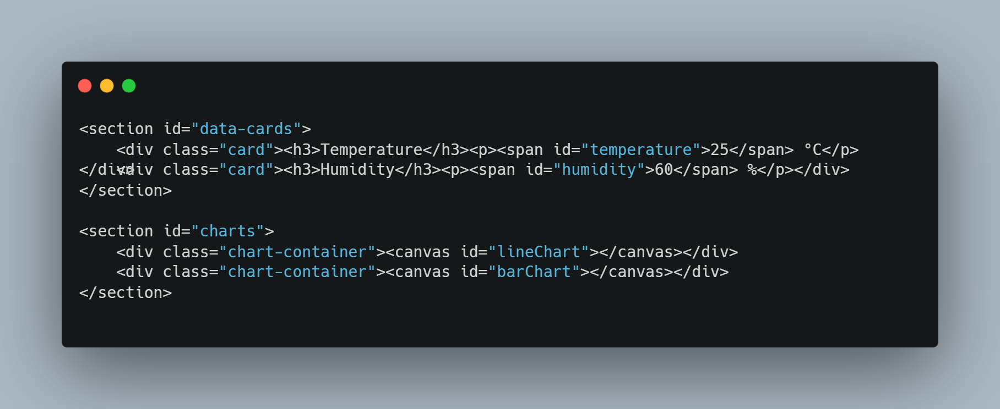 <section id="data-cards">
    <div class="card"><h3>Temperature</h3><p><span id="temperature">25</span> °C</p>
</div>
    <div class="card"><h3>Humidity</h3><p><span id="humidity">60</span> %</p></div>
</section>

<section id="charts">
    <div class="chart-container"><canvas id="lineChart"></canvas></div>
    <div class="chart-container"><canvas id="barChart"></canvas></div>
</section>